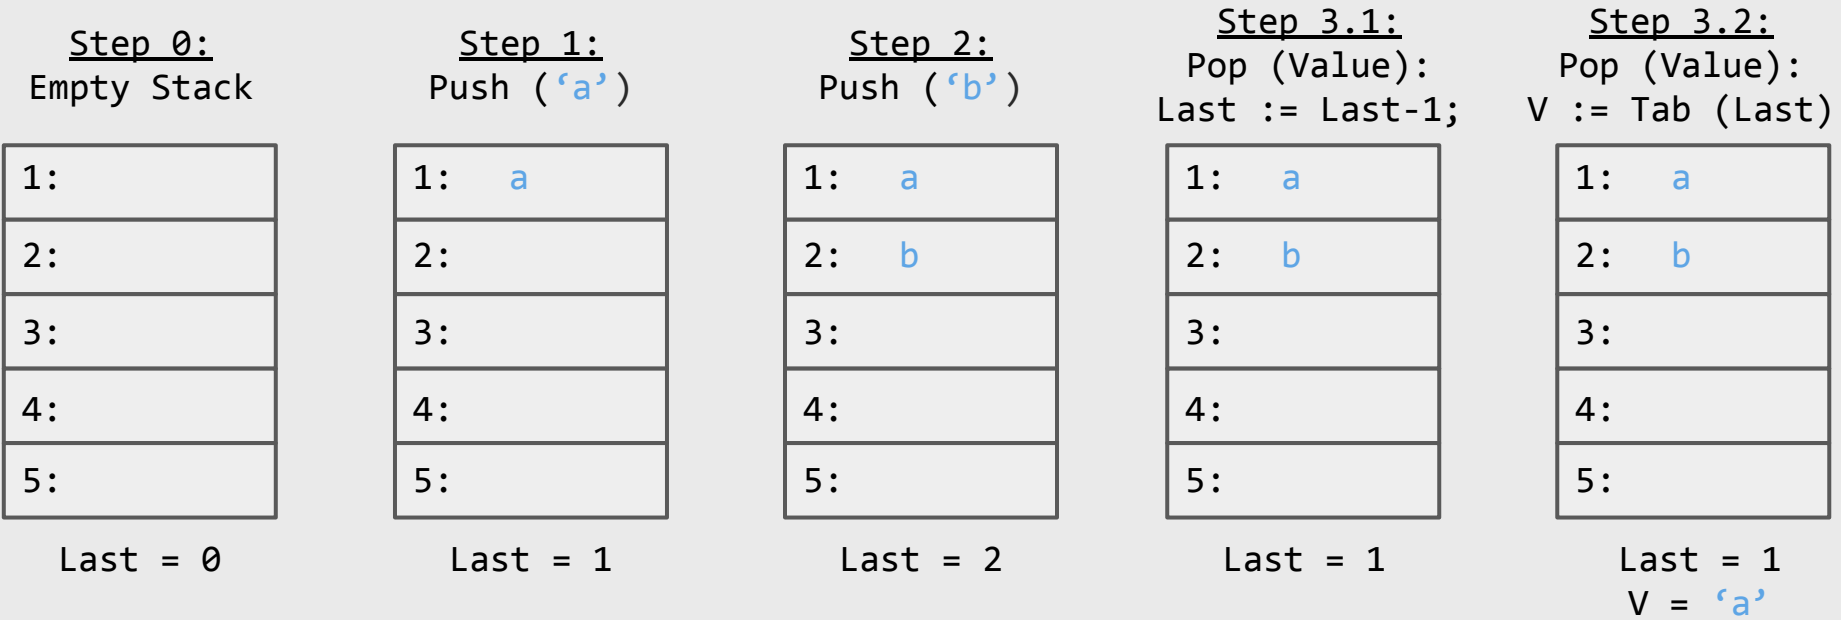 Step 0:
Empty Stack
1:
2:
3:
4:
5:
Last = 0
Step 1:
Push (‘a’)
1: a
2:
3:
4:
5:
Last = 1
Step 2:
Push (‘b’)
1: a
2: b
3:
4:
5:
Last = 2
Step 3.1:
Pop (Value):
Last := Last-1;
1: a
2: b
3:
4:
5:
Last = 1
Step 3.2:
Pop (Value):
V := Tab (Last)
1: a
2: b
3:
4:
5:
Last = 1
V = ‘a’